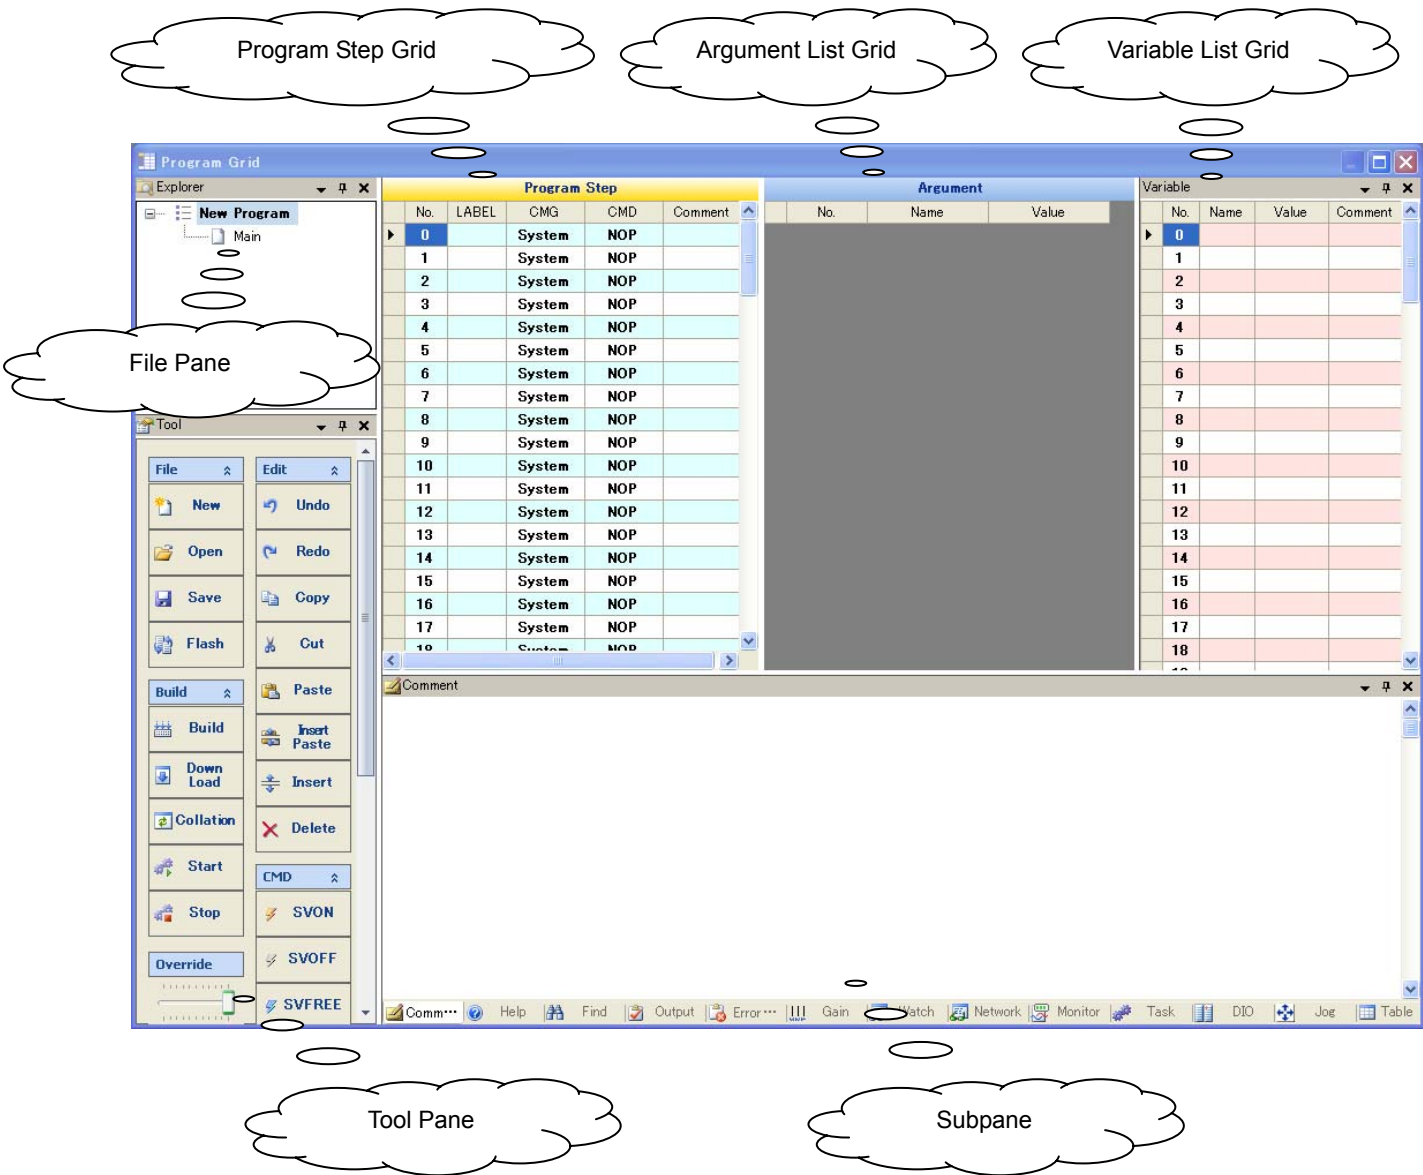 Program Step Grid
Argument List Grid
Variable List Grid
Program Grid
Explorer
New Program
Main
File Pane
Program Step
No. LABEL CMG CMD Comment
0 System NOP
1 System NOP
2 System NOP
3 System NOP
4 System NOP
5 System NOP
6 System NOP
7 System NOP
8 System NOP
9 System NOP
10 System NOP
11 System NOP
12 System NOP
13 System NOP
14 System NOP
15 System NOP
16 System NOP
17 System NOP
18 System NOP
Argument
No. Name Value
Variable
No. Name Value Comment
0
1
2
3
4
5
6
7
8
9
10
11
12
13
14
15
16
17
18
Tool
File
New
Open
Save
Flash
Build
Build
Down
Load
Collation
Start
Stop
Override
Edit
Undo
Redo
Copy
Cut
Paste
Insert
Paste
Insert
Delete
CMD
SVON
SVOFF
SVFREE
Comment
Comm... Help Find Output Error... Gain Watch Network Monitor Task DIO Jog Table
Tool Pane
Subpane